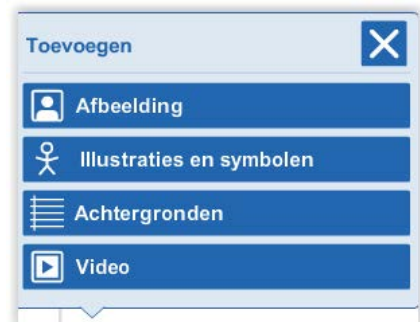 Toevoegen
Afbeelding
Illustraties en symbolen
Achtergronden
Video